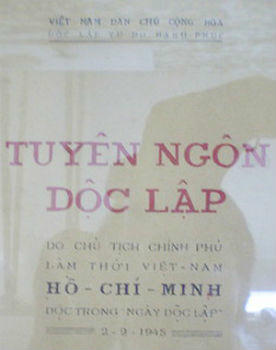 VIỆT NAM DÂN CHỦ CỘNG HÒA
ĐỘC LẬP TỰ DO HẠNH PHÚC
TUYÊN NGÔN
ĐỘC LẬP
DO CHỦ TỊCH CHÍNH PHỦ
LÂM THỜI VIỆT-NAM
HỒ-CHÍ-MINH
ĐỌC TRONG "NGÀY ĐỘC LẬP"
2-9-1945